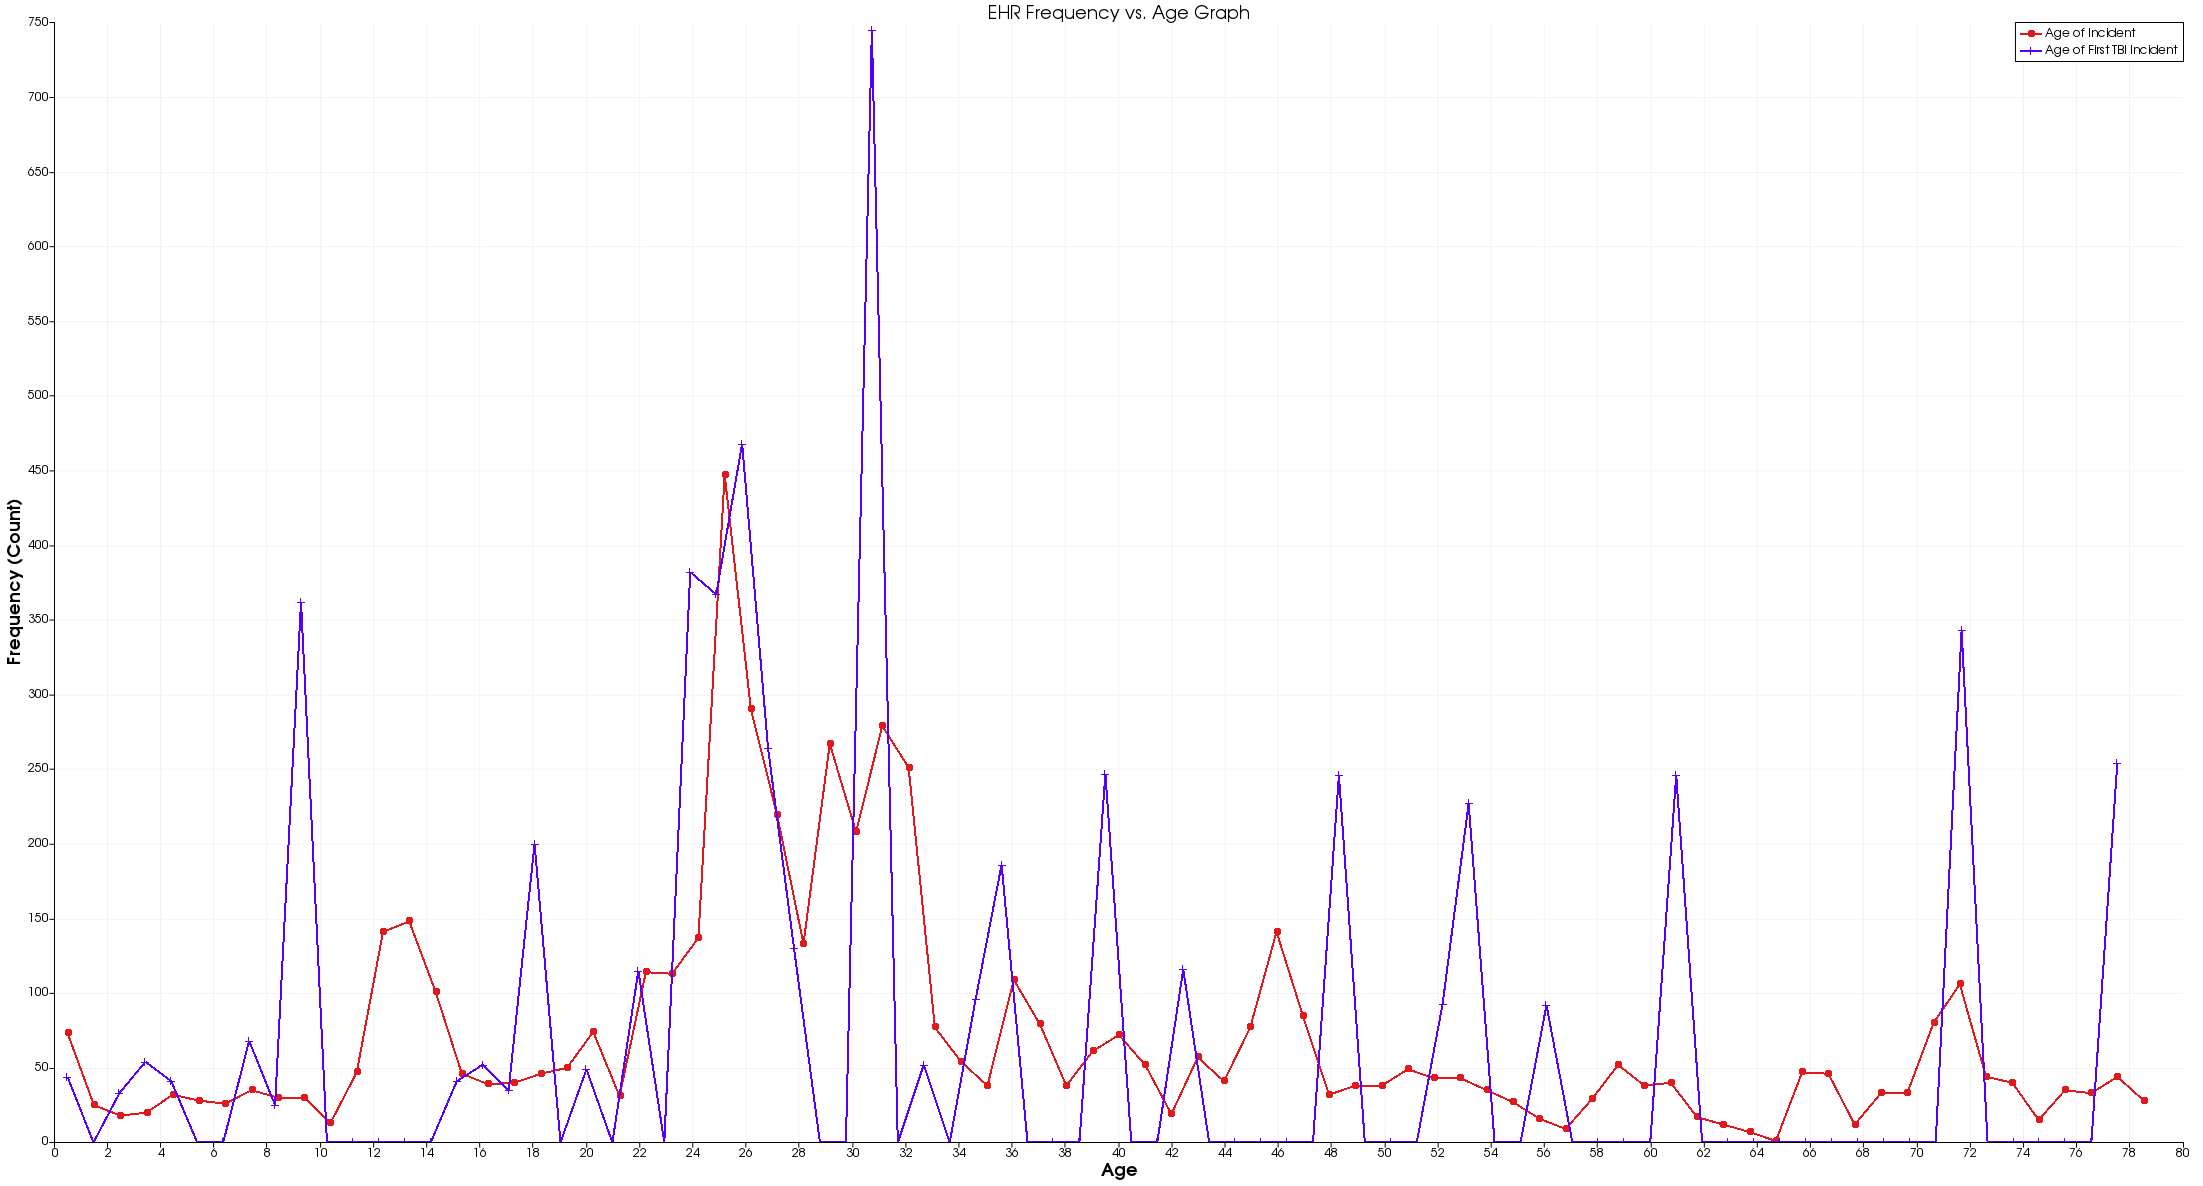 EHR Frequency vs. Age Graph
Age of Incident
Age of First TBI Incident
Frequency (Count)
750
700
650
600
550
500
450
400
350
300
250
200
150
100
50
0
0 2 4 6 8 10 12 14 16 18 20 22 24 26 28 30 32 34 36 38 40 42 44 46 48 50 52 54 56 58 60 62 64 66 68 70 72 74 76 78 80
Age